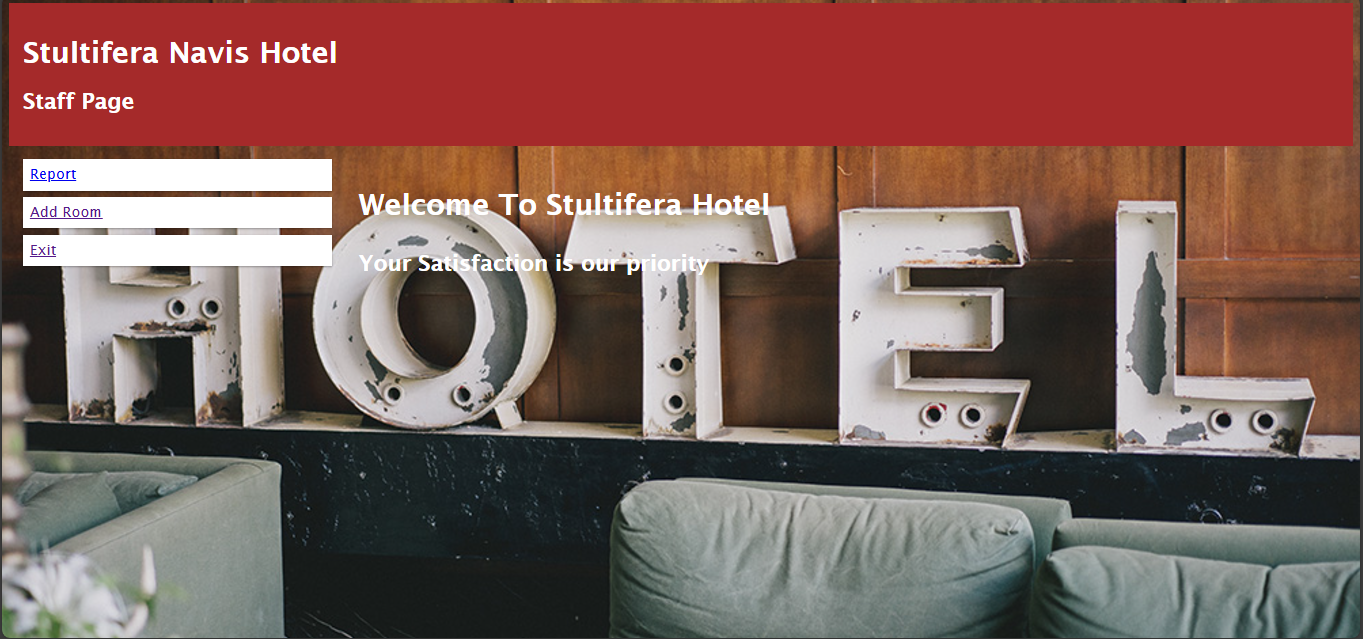 Stultifera Navis Hotel
Staff Page
Report
Add Room
Exit
Welcome To Stultifera Hotel
Your Satisfaction is our priority
HOTEL